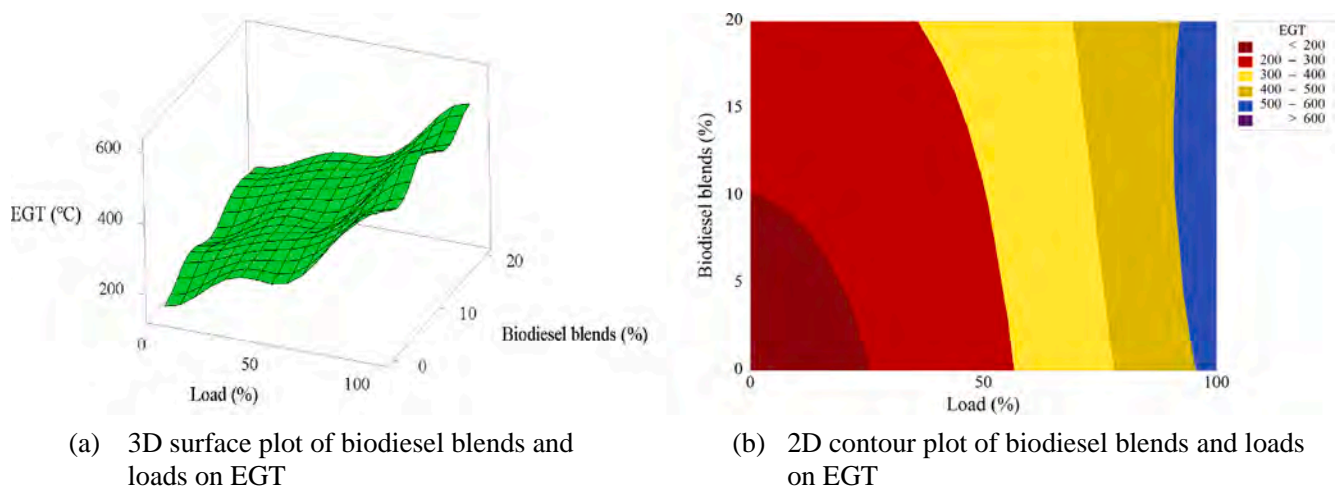 600
EGT (°C)
400
200
0
50
100
Load (%)
0
10
20
Biodiesel blends (%)
(a) 3D surface plot of biodiesel blends and
loads on EGT
20
15
10
5
0
Biodiesel blends (%)
0
50
100
Load (%)
EGT
< 200
200 – 300
300 – 400
400 – 500
500 – 600
> 600
(b) 2D contour plot of biodiesel blends and loads
on EGT